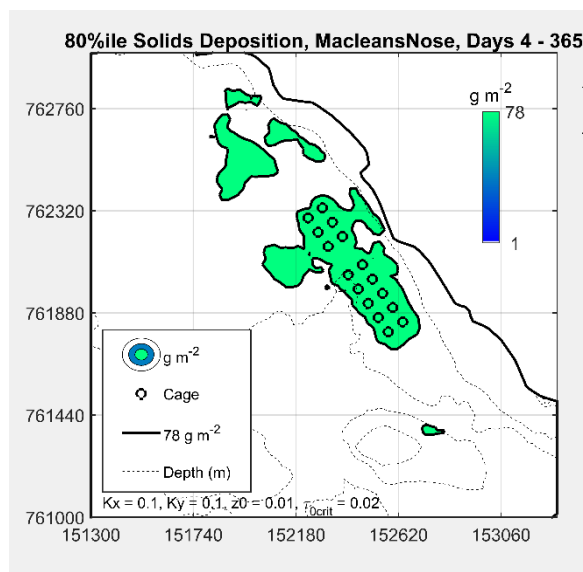 80%ile Solids Deposition, MacleansNose, Days 4 - 365
g m-2
78
1
762760
762320
761880
761440
761000
g m-2
Cage
78 g m-2
Depth (m)
Kx = 0.1, Ky = 0.1, z0 = 0.01, τ0crit = 0.02
151300 151740 152180 152620 153060